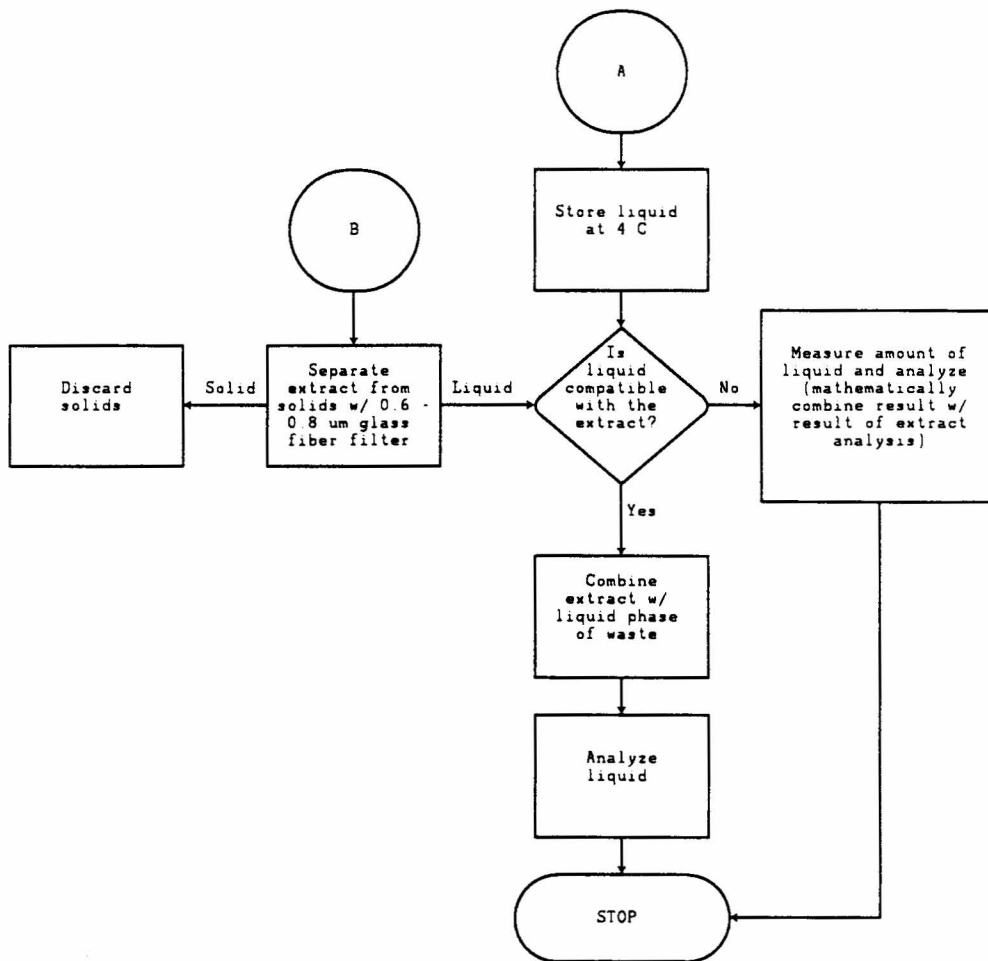 A
Store liquid
at 4 C
B
Discard
solids
Solid
Separate
extract from
solids w/ 0.6 -
0.8 um glass
fiber filter
Liquid
Is
liquid
compatible
with the
extract?
No
Measure amount of
liquid and analyze
(mathematically
combine result w/
result of extract
analysis)
Yes
Combine
extract w/
liquid phase
of waste
Analyze
liquid
STOP